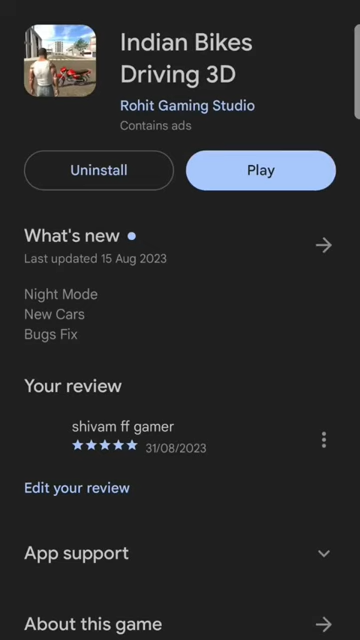 Indian Bikes
Driving 3D
Rohit Gaming Studio
Contains ads
Uninstall
Play
What's new
Last updated 15 Aug 2023
Night Mode
New Cars
Bugs Fix
Your review
shivam ff gamer
31/08/2023
Edit your review
App support
About this game